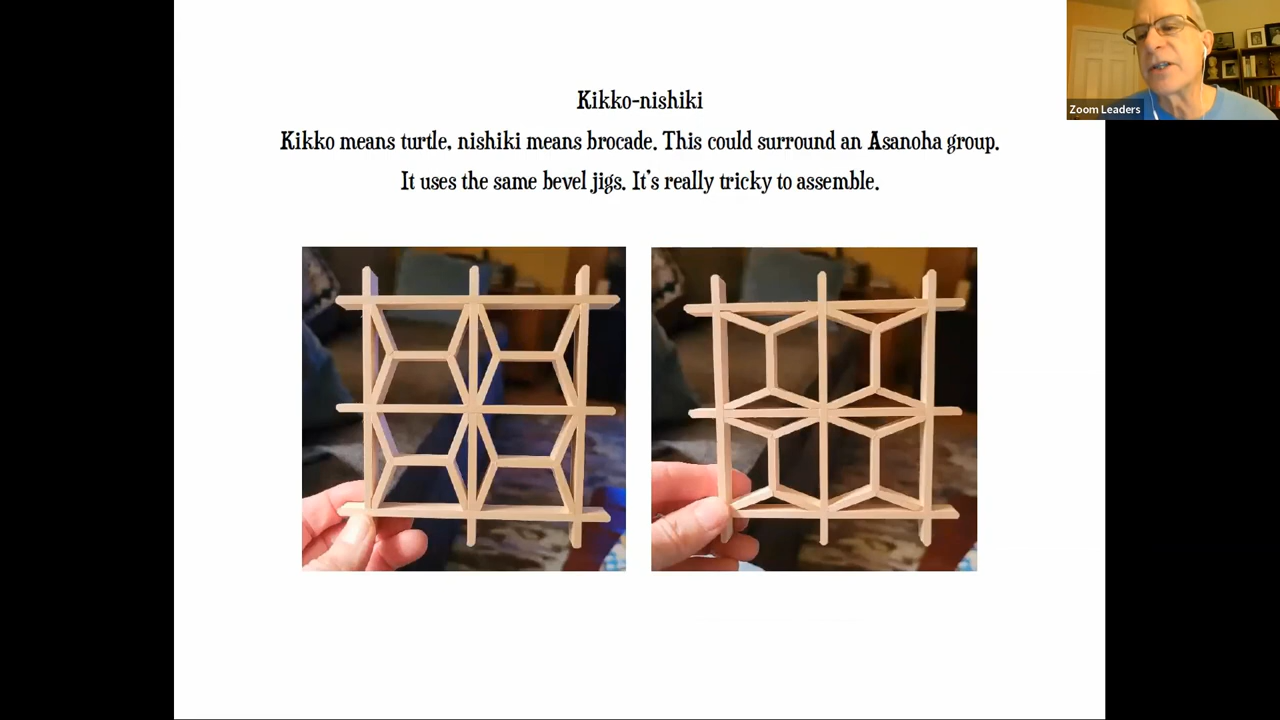 Kikko-nishiki
Kikko means turtle, nishiki means brocade. This could surround an Asanoha group.
It uses the same bevel jigs. It's really tricky to assemble.
Zoom Leaders